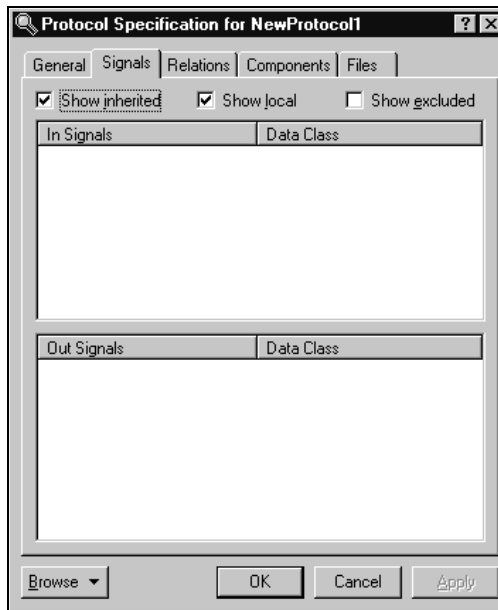 Protocol Specification for NewProtocol1
General Signals Relations Components Files
Show inherited Show local Show excluded
In Signals Data Class
Out Signals Data Class
Browse OK Cancel Apply